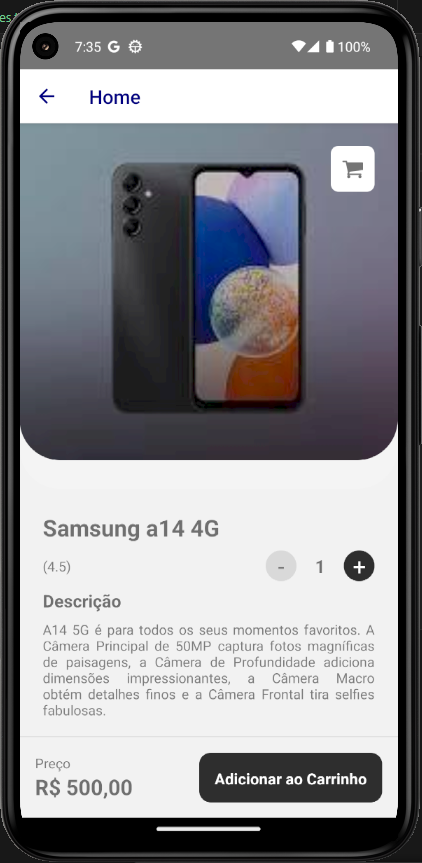 es
7:35 G 100%
Home
Samsung a14 4G
(4.5) - 1 +
Descrição
A14 5G é para todos os seus momentos favoritos. A
Câmera Principal de 50MP captura fotos magníficas
de paisagens, a Câmera de Profundidade adiciona
dimensões impressionantes, a Câmera Macro
obtém detalhes finos e a Câmera Frontal tira selfies
fabulosas.
Preço
R$ 500,00
Adicionar ao Carrinho